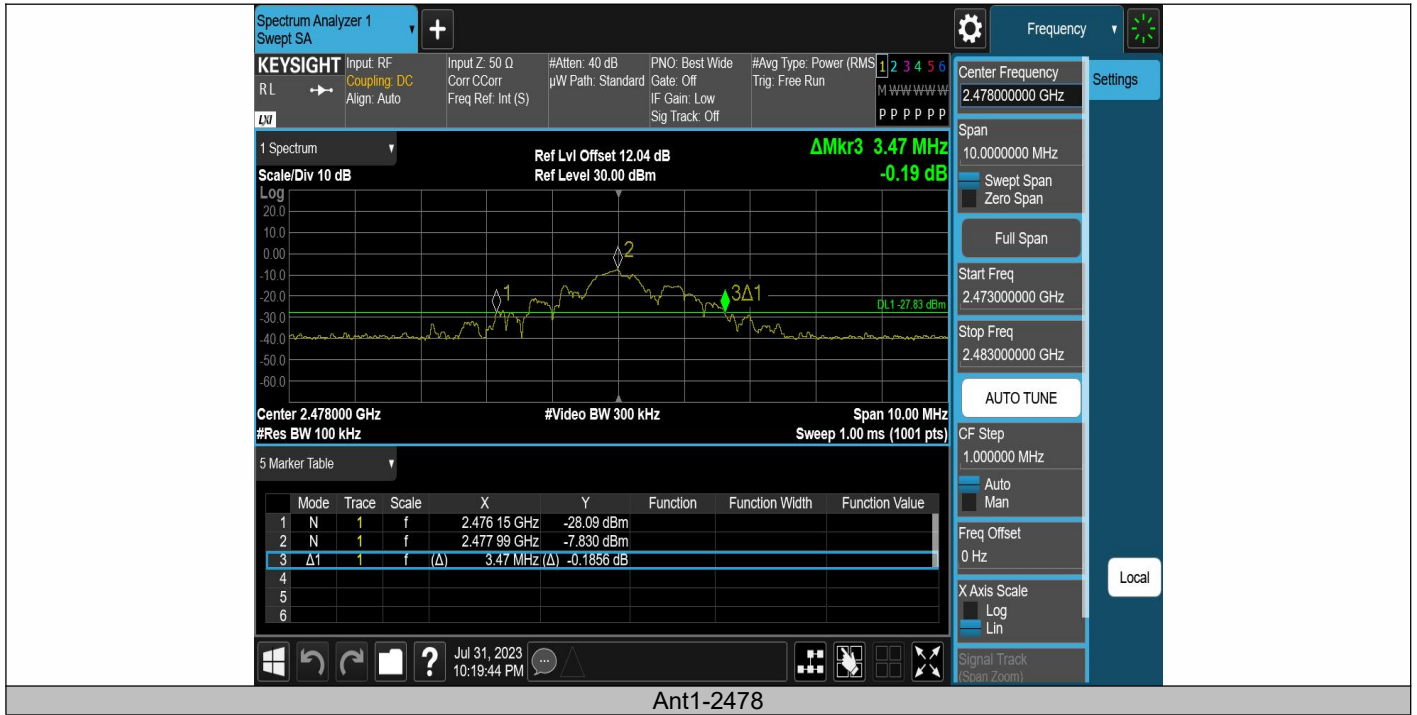 Spectrum Analyzer 1
Swept SA
+
Frequency
KEYSIGHT
RL
LXI
Input: RF
Coupling: DC
Align: Auto
Input Z: 50 Ω
Corr CCorr
Freq Ref: Int (S)
#Atten: 40 dB
µW Path: Standard
PNO: Best Wide
Gate: Off
IF Gain: Low
Sig Track: Off
#Avg Type: Power (RMS
Trig: Free Run
1 2 3 4 5 6
M W W W W W
P P P P P P
1 Spectrum
Scale/Div 10 dB
Ref Lvl Offset 12.04 dB
Ref Level 30.00 dBm
ΔMkr3 3.47 MHz
-0.19 dB
Log
20.0
10.0
0.00
-10.0
-20.0
-30.0
-40.0
-50.0
-60.0
1
2
3Δ1
DL1 -27.83 dBm
Center 2.478000 GHz
#Video BW 300 kHz
Span 10.00 MHz
#Res BW 100 kHz
Sweep 1.00 ms (1001 pts)
5 Marker Table
Mode Trace Scale X Y Function Function Width Function Value
1 N 1 f 2.476 15 GHz -28.09 dBm
2 N 1 f 2.477 99 GHz -7.830 dBm
3 Δ1 1 f (Δ) 3.47 MHz (Δ) -0.1856 dB
4
5
6
?
Jul 31, 2023
10:19:44 PM
Center Frequency
2.478000000 GHz
Settings
Span
10.0000000 MHz
Swept Span
Zero Span
Full Span
Start Freq
2.473000000 GHz
Stop Freq
2.483000000 GHz
AUTO TUNE
CF Step
1.000000 MHz
Auto
Man
Freq Offset
0 Hz
X Axis Scale
Log
Lin
Signal Track
(Span Zoom)
Local
Ant1-2478